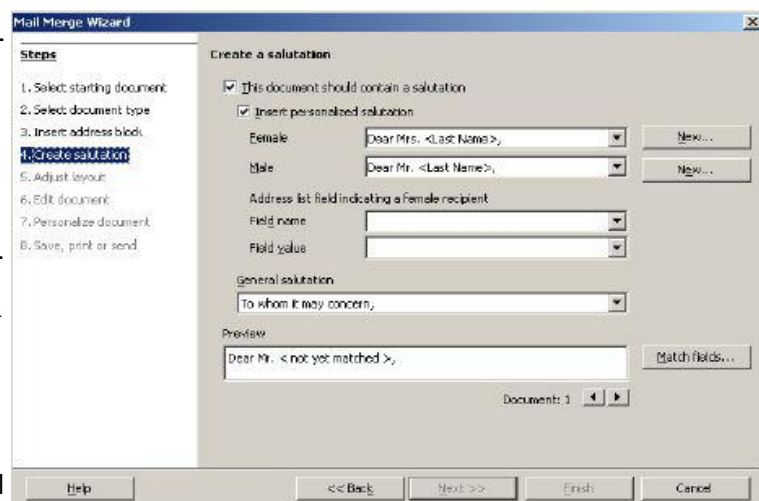 Mail Merge Wizard
Steps
1. Select starting document
2. Select document type
3. Insert address block
4. Create salutation
5. Adjust layout
6. Edit document
7. Personalize document
8. Save, print or send
Create a salutation
This document should contain a salutation
Insert personalized salutation
Female Dear Mrs. <Last Name>, New...
Male Dear Mr. <Last Name>, New...
Address list field indicating a female recipient
Field name
Field value
General salutation
To whom it may concern,
Preview
Dear Mr. < not yet matched >, Match fields...
Document: 1
Help << Back Next >> Finish Cancel